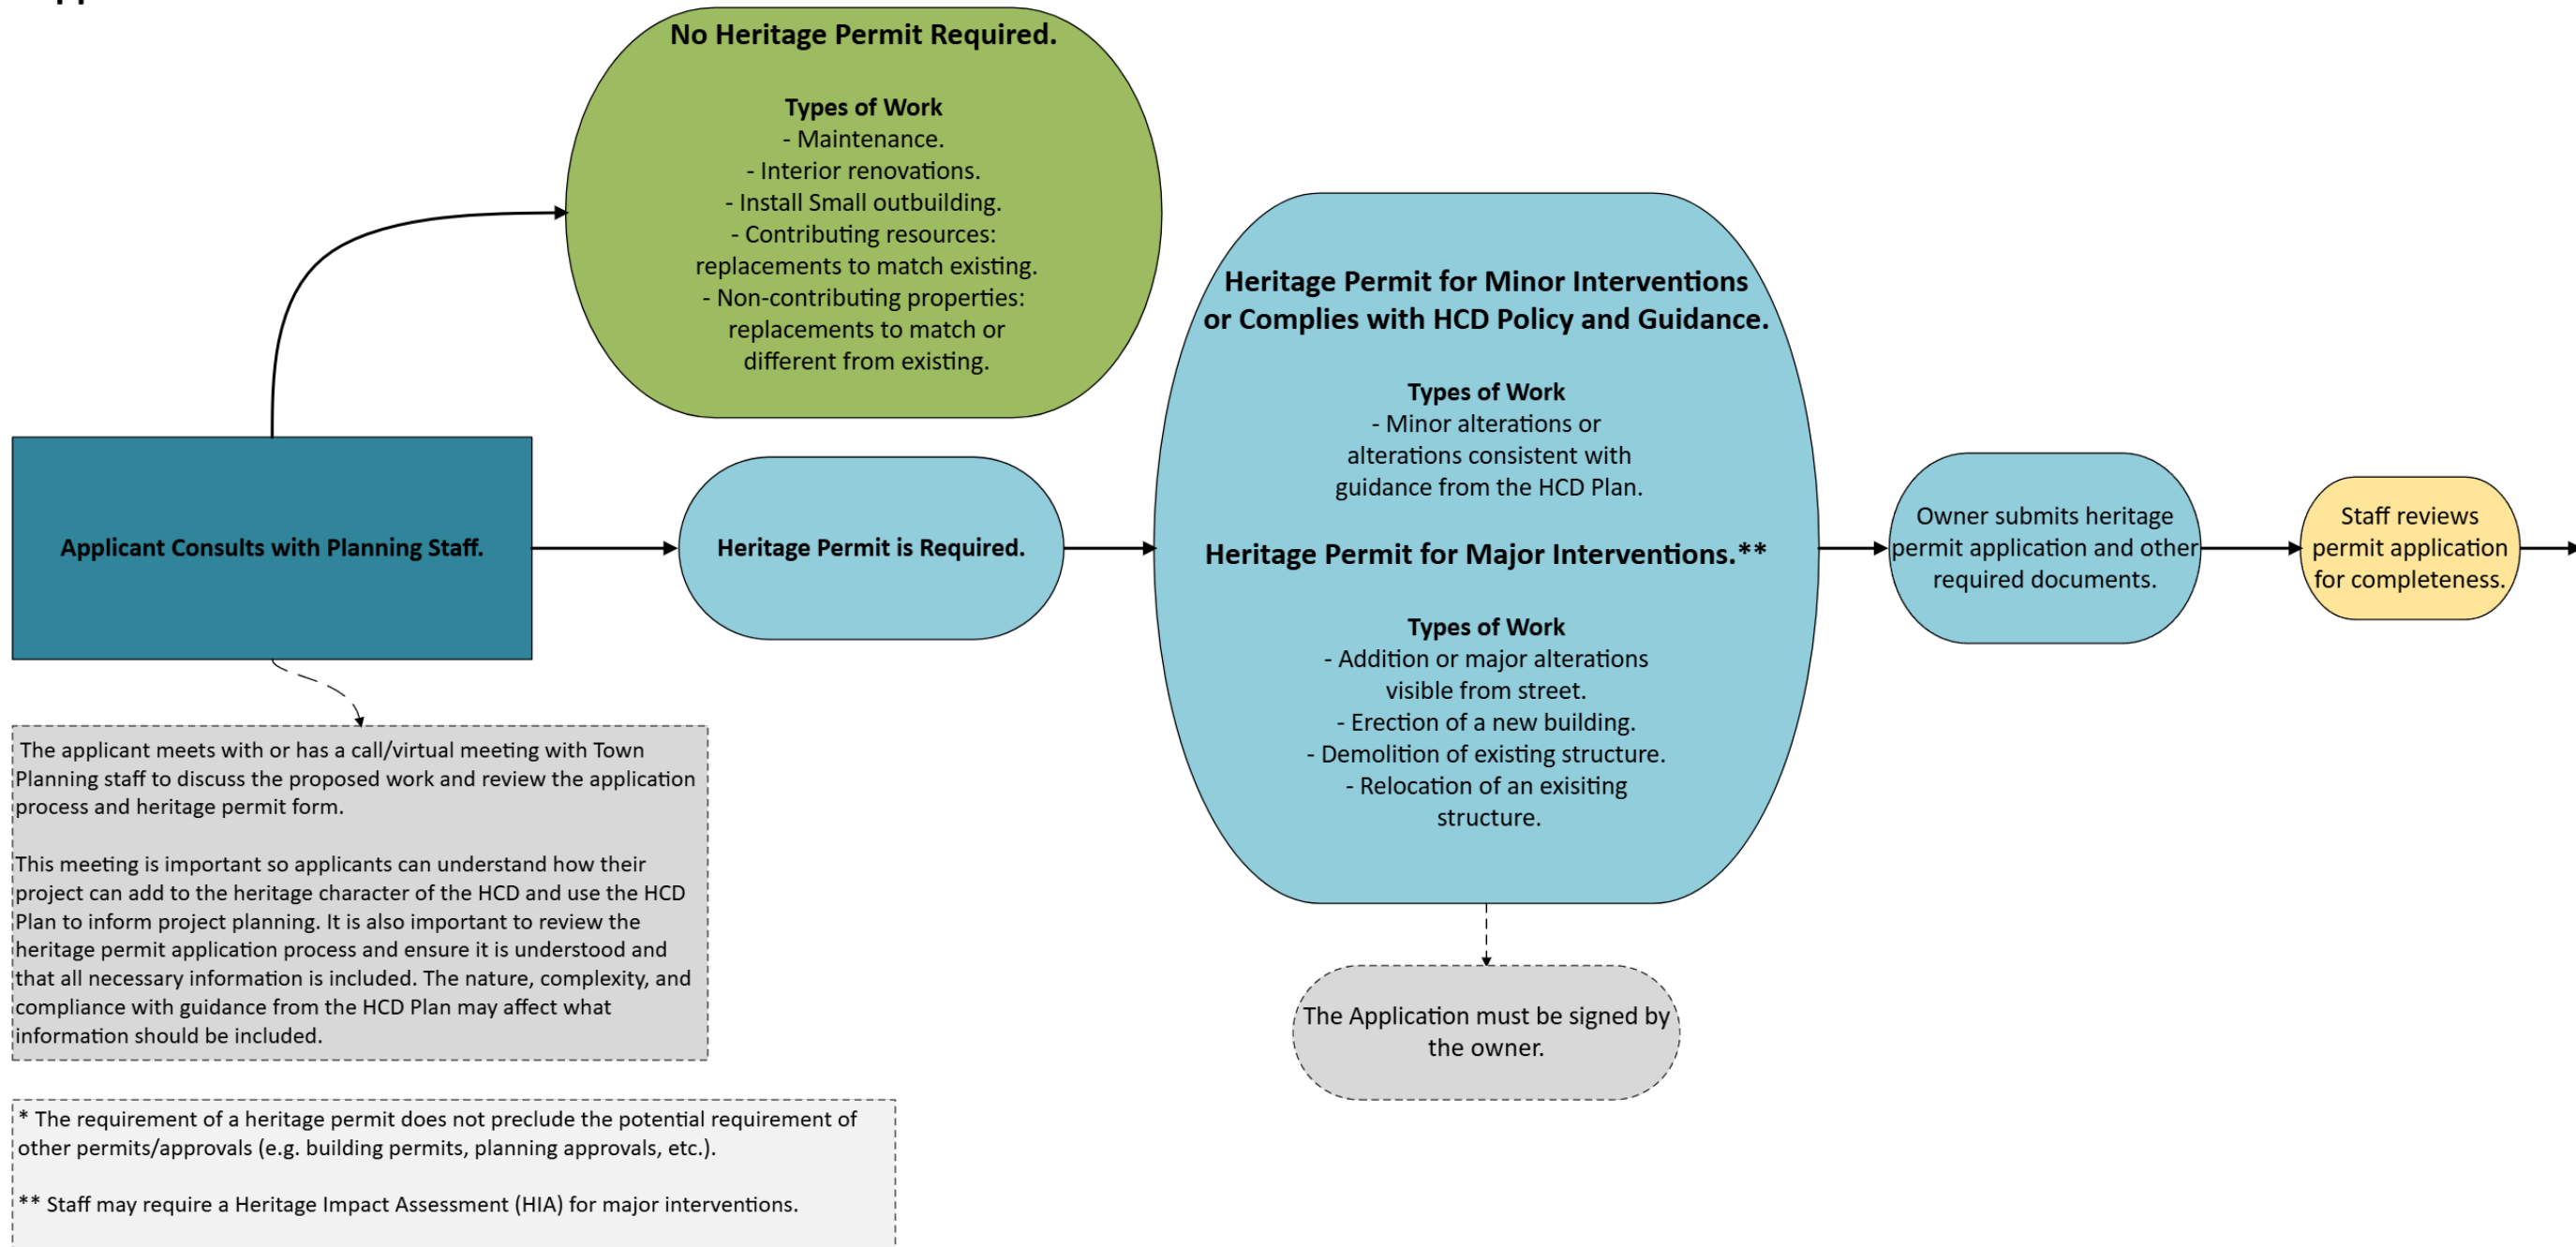 No Heritage Permit Required.
Types of Work
- Maintenance.
- Interior renovations.
- Install Small outbuilding.
- Contributing resources:
replacements to match existing.
- Non-contributing properties:
replacements to match or
different from existing.
Applicant Consults with Planning Staff.
Heritage Permit is Required.
Heritage Permit for Minor Interventions
or Complies with HCD Policy and Guidance.
Types of Work
- Minor alterations or
alterations consistent with
guidance from the HCD Plan.
Heritage Permit for Major Interventions.**
Types of Work
- Addition or major alterations
visible from street.
- Erection of a new building.
- Demolition of existing structure.
- Relocation of an exisiting
structure.
Owner submits heritage
permit application and other
required documents.
Staff reviews
permit application
for completeness.
The applicant meets with or has a call/virtual meeting with Town
Planning staff to discuss the proposed work and review the application
process and heritage permit form.
This meeting is important so applicants can understand how their
project can add to the heritage character of the HCD and use the HCD
Plan to inform project planning. It is also important to review the
heritage permit application process and ensure it is understood and
that all necessary information is included. The nature, complexity, and
compliance with guidance from the HCD Plan may affect what
information should be included.
The Application must be signed by
the owner.
* The requirement of a heritage permit does not preclude the potential requirement of
other permits/approvals (e.g. building permits, planning approvals, etc.).
** Staff may require a Heritage Impact Assessment (HIA) for major interventions.